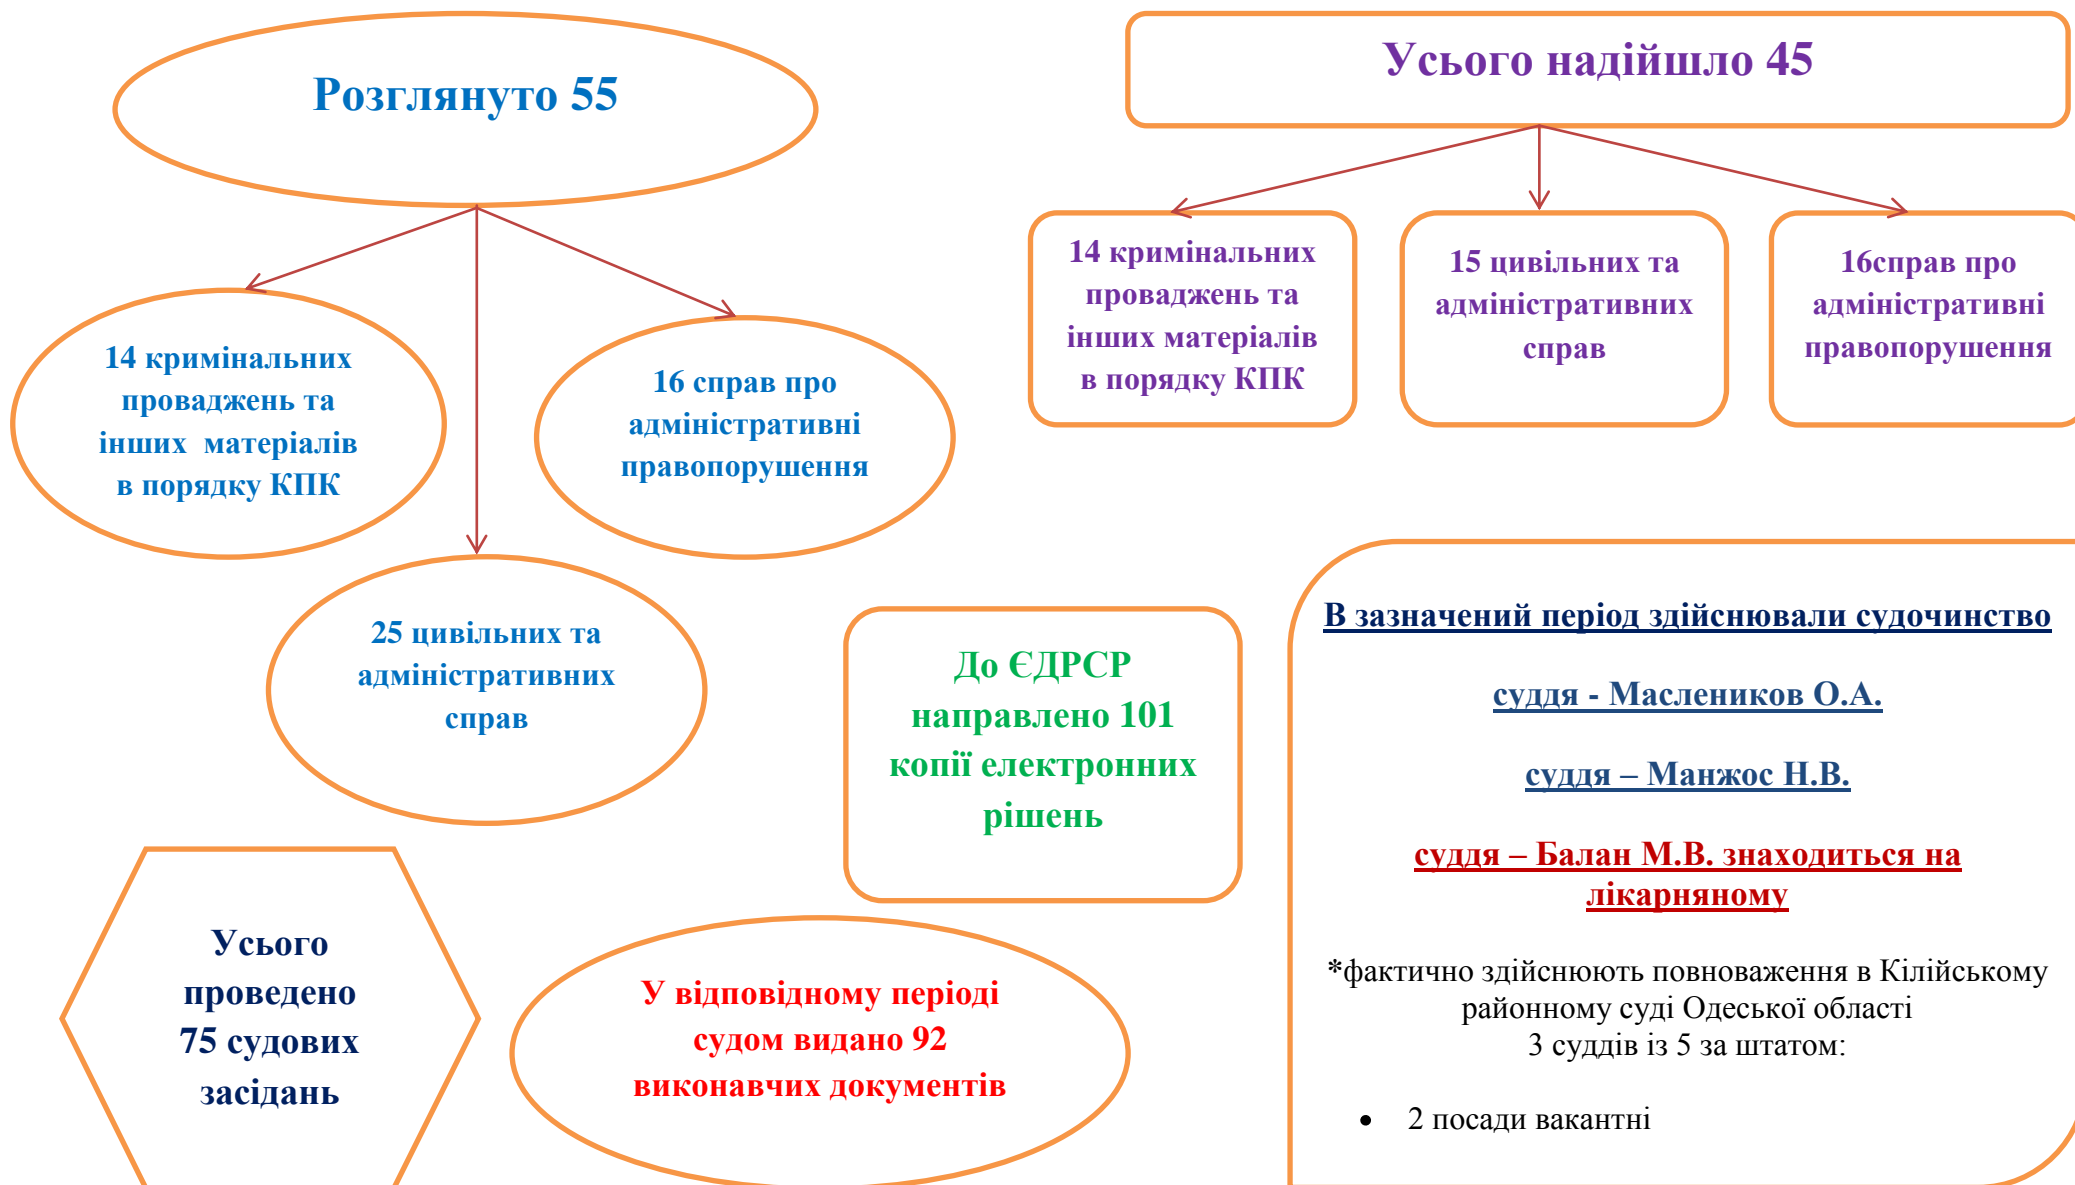 Розглянуто 55
14 кримінальних
проваджень та
інших матеріалів
в порядку КПК
16 справ про
адміністративні
правопорушення
25 цивільних та
адміністративних
справ
Усього надійшло 45
14 кримінальних
проваджень та
інших матеріалів
в порядку КПК
15 цивільних та
адміністративних
справ
16справ про
адміністративні
правопорушення
До ЄДРСР
направлено 101
копії електронних
рішень
Усього
проведено
75 судових
засідань
У відповідному періоді
судом видано 92
виконавчих документів
В зазначений період здійснювали судочинство
суддя - Маслеников О.А.
суддя – Манжос Н.В.
суддя – Балан М.В. знаходиться на
лікарняному
*фактично здійснюють повноваження в Кілійському
районному суді Одеської області
3 суддів із 5 за штатом:
• 2 посади вакантні